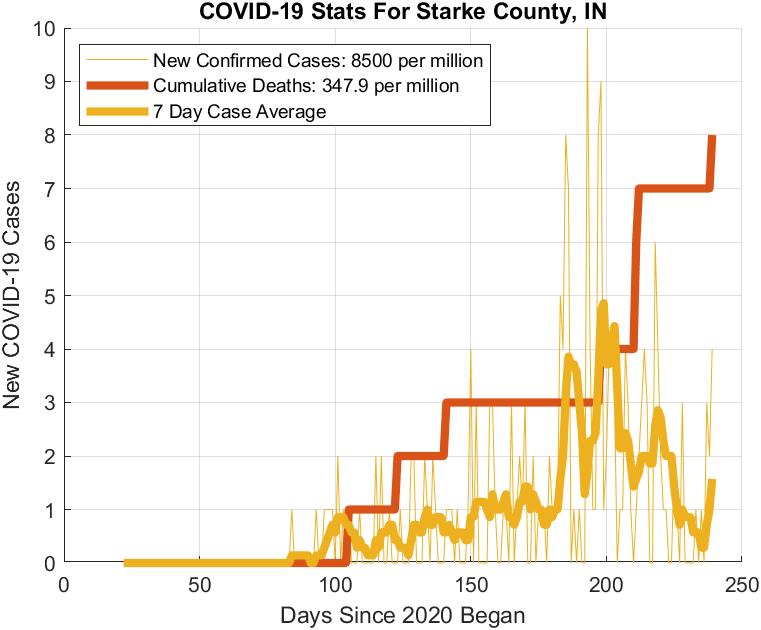 COVID-19 Stats For Starke County, IN
New Confirmed Cases: 8500 per million
Cumulative Deaths: 347.9 per million
7 Day Case Average
New COVID-19 Cases
10
9
8
7
6
5
4
3
2
1
0
0 50 100 150 200 250
Days Since 2020 Began